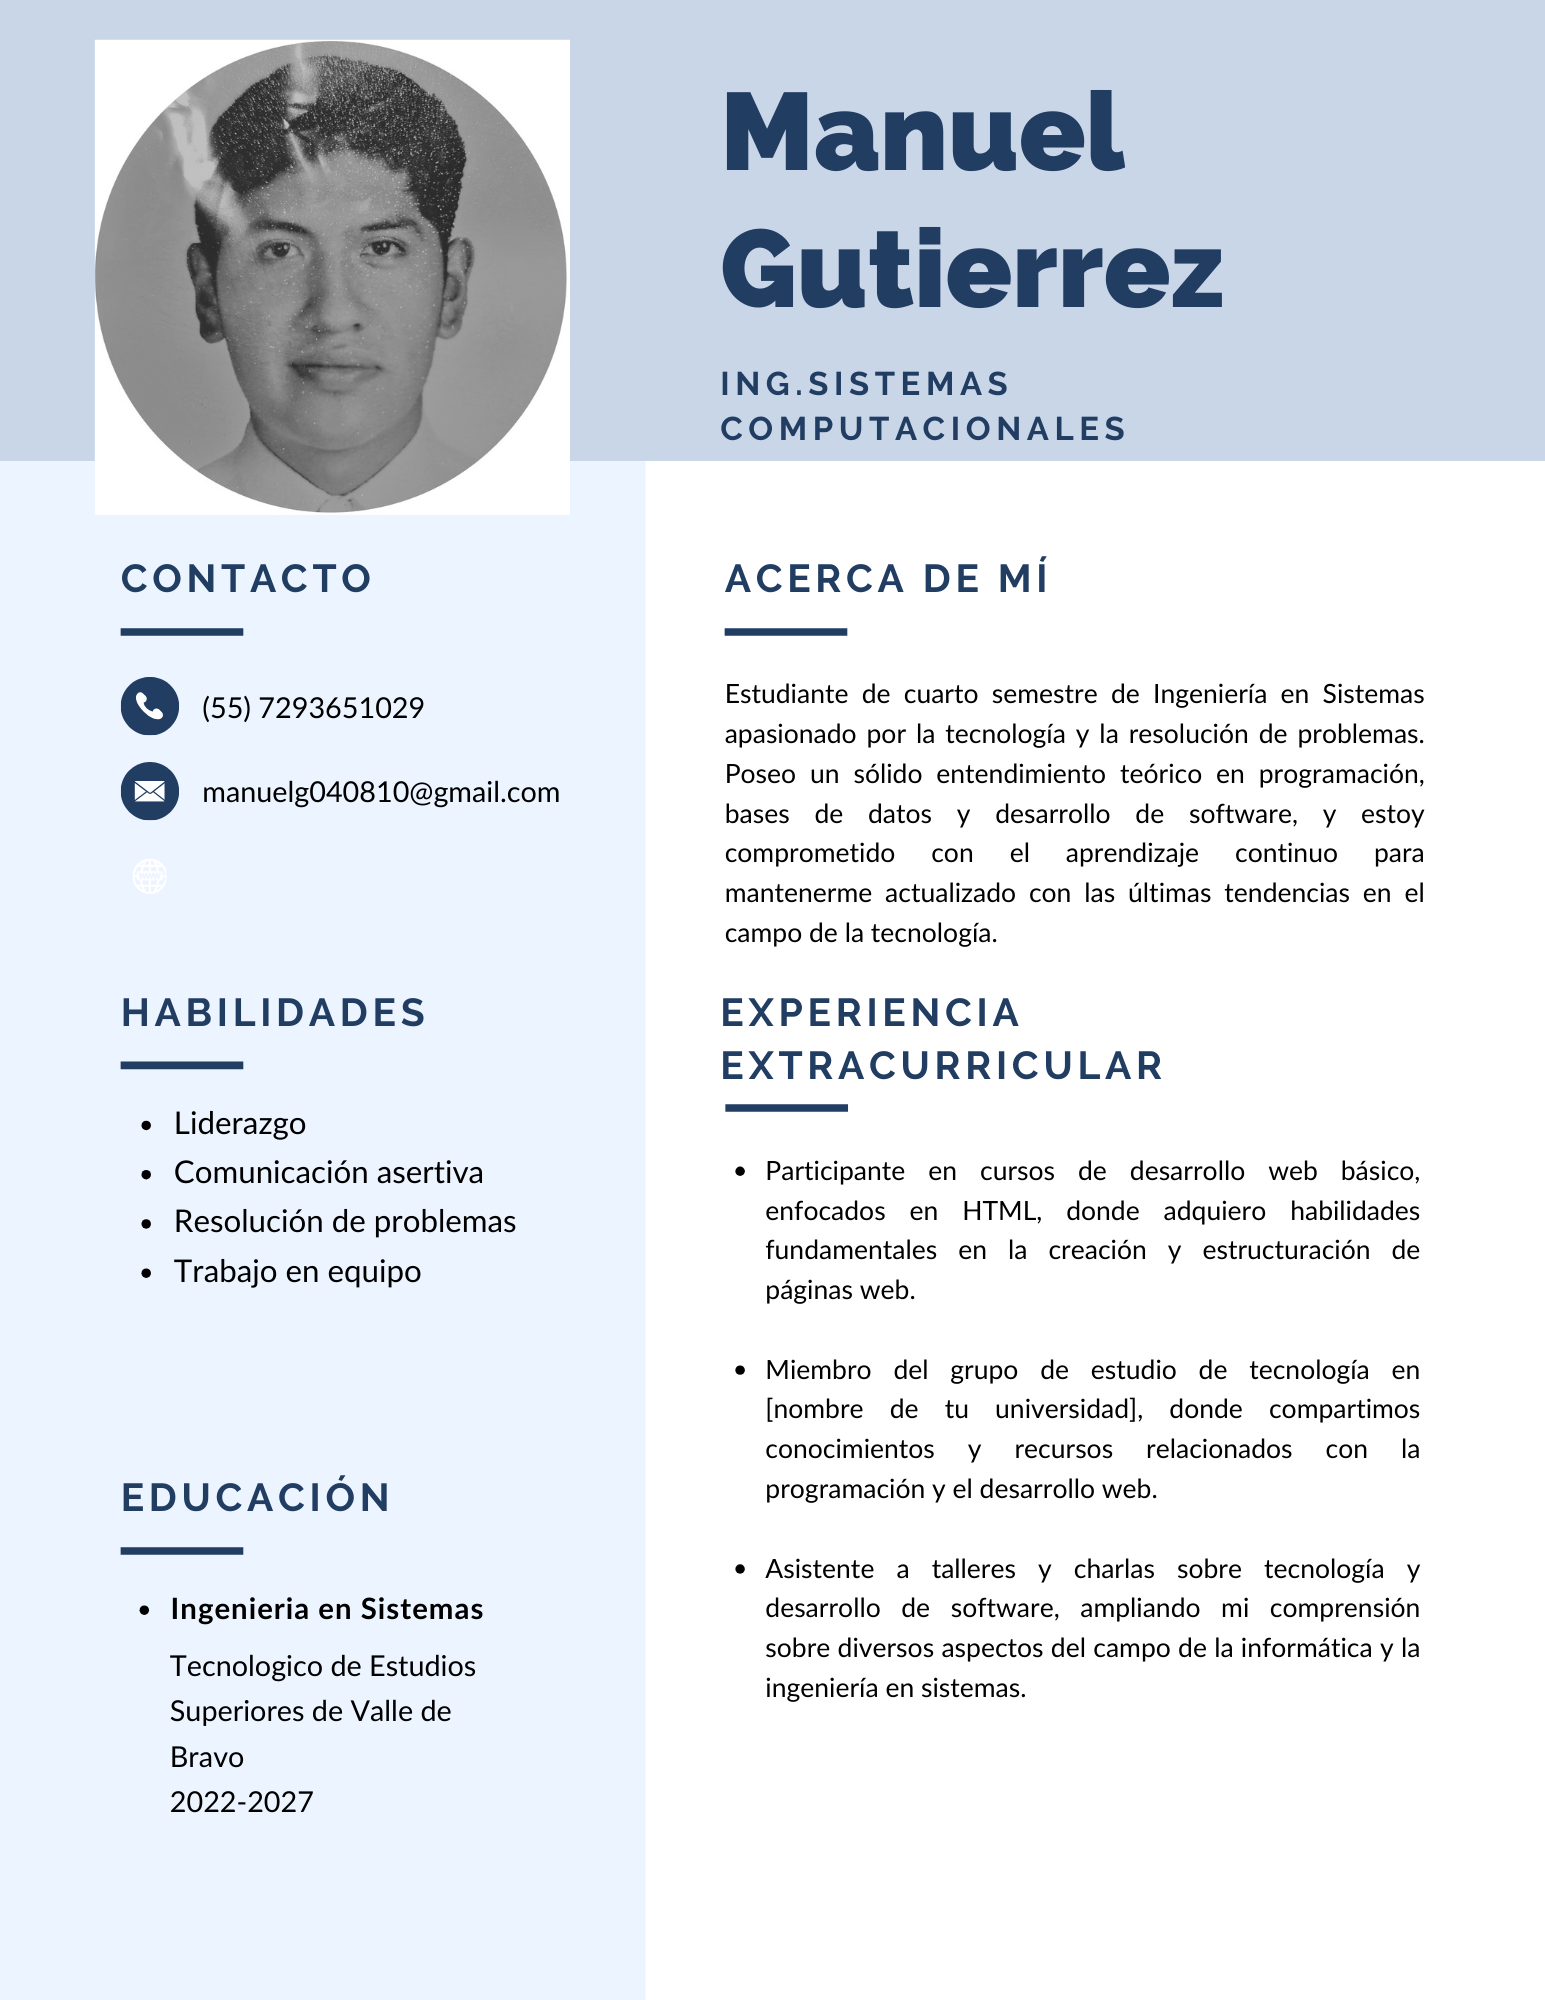 Manuel
Gutierrez
ING.SISTEMAS
COMPUTACIONALES
CONTACTO
(55) 7293651029
manuelg040810@gmail.com
HABILIDADES
• Liderazgo
• Comunicación asertiva
• Resolución de problemas
• Trabajo en equipo
EDUCACIÓN
• Ingenieria en Sistemas
Tecnologico de Estudios
Superiores de Valle de
Bravo
2022-2027
ACERCA DE MÍ
Estudiante de cuarto semestre de Ingeniería en Sistemas
apasionado por la tecnología y la resolución de problemas.
Poseo un sólido entendimiento teórico en programación,
bases de datos y desarrollo de software, y estoy
comprometido con el aprendizaje continuo para
mantenerme actualizado con las últimas tendencias en el
campo de la tecnología.
EXPERIENCIA
EXTRACURRICULAR
• Participante en cursos de desarrollo web básico,
enfocados en HTML, donde adquiero habilidades
fundamentales en la creación y estructuración de
páginas web.
• Miembro del grupo de estudio de tecnología en
[nombre de tu universidad], donde compartimos
conocimientos y recursos relacionados con la
programación y el desarrollo web.
• Asistente a talleres y charlas sobre tecnología y
desarrollo de software, ampliando mi comprensión
sobre diversos aspectos del campo de la informática y la
ingeniería en sistemas.